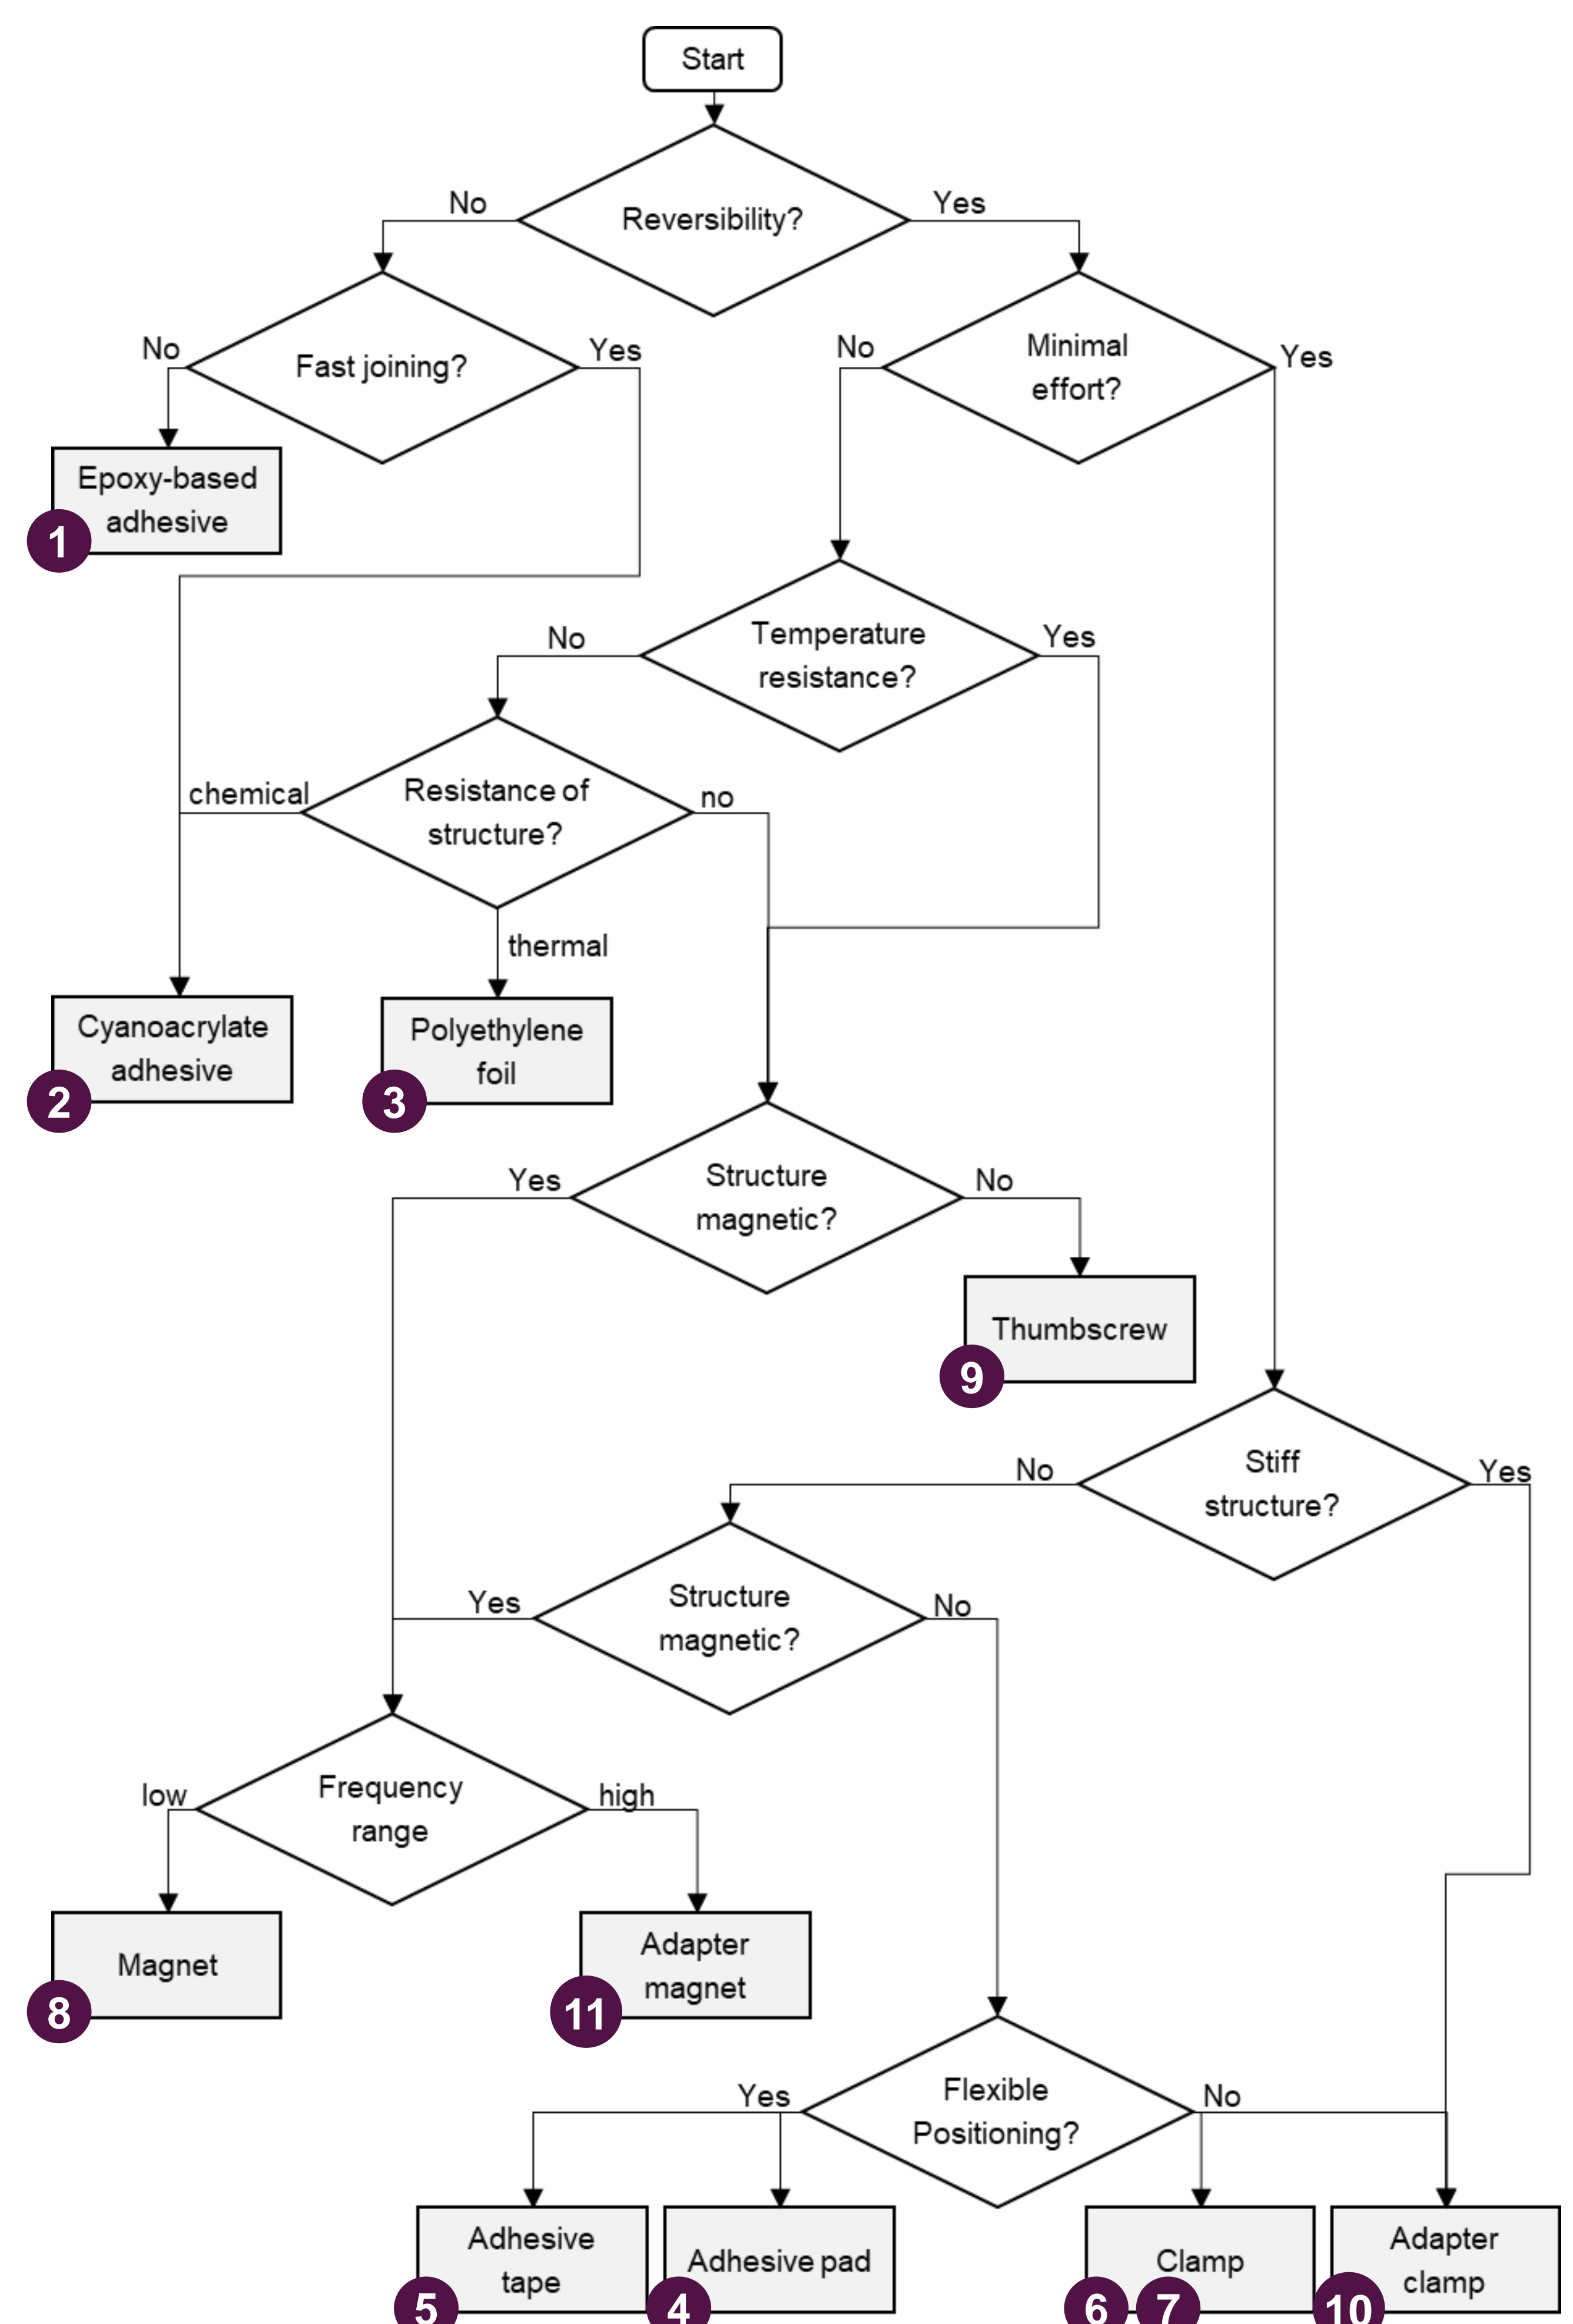 Start
Reversibility?
No
Yes
Fast joining?
No
Yes
Minimal
effort?
No
Yes
Epoxy-based
adhesive
1
Temperature
resistance?
No
Yes
Resistance of
structure?
chemical
no
thermal
Cyanoacrylate
adhesive
2
Polyethylene
foil
3
Structure
magnetic?
Yes
No
Thumbscrew
9
Stiff
structure?
No
Yes
Structure
magnetic?
Yes
No
Frequency
range
low
high
Magnet
8
Adapter
magnet
11
Flexible
Positioning?
Yes
No
Adhesive
tape
5
Adhesive pad
4
Clamp
6
7
Adapter
clamp
10